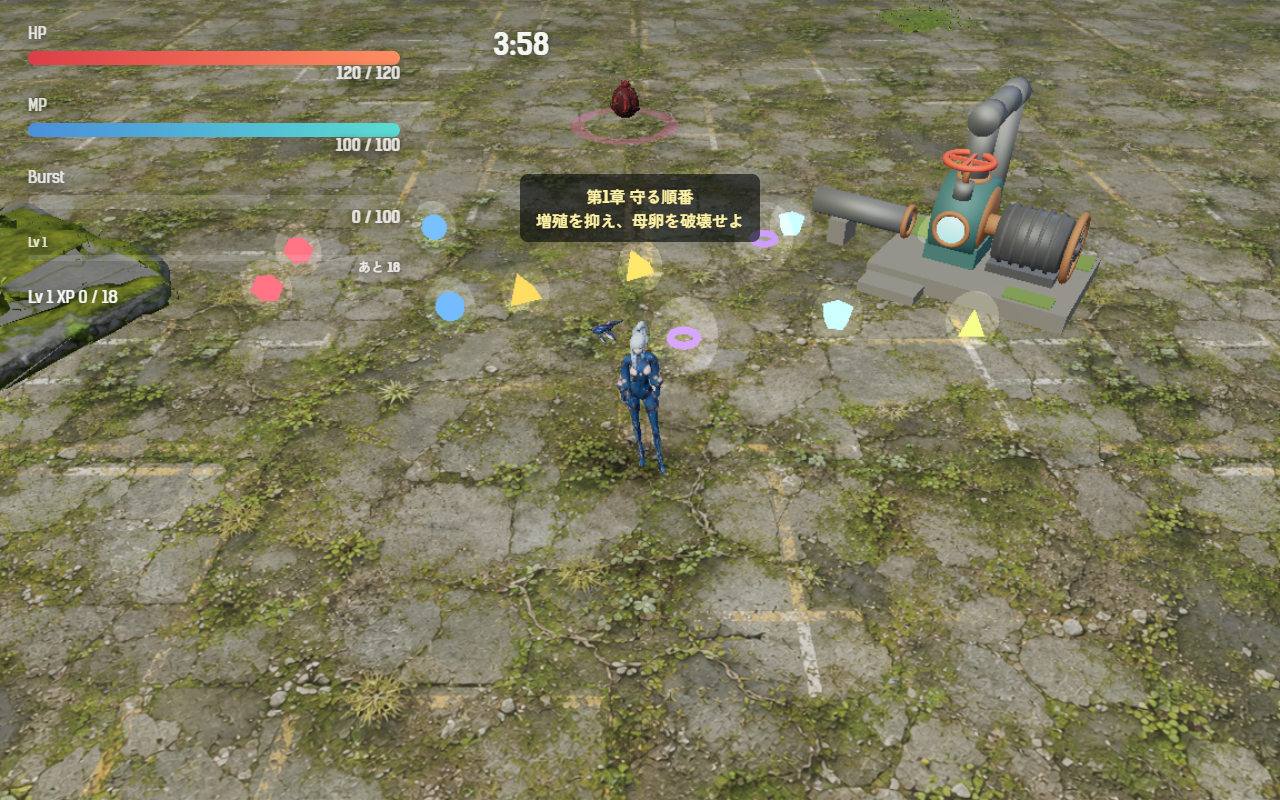 HP
120 / 120
3:58
MP
100 / 100
Burst
0 / 100
Lv 1
あと 18
Lv 1 XP 0 / 18
第1章 守る順番
増殖を抑え、母卵を破壊せよ